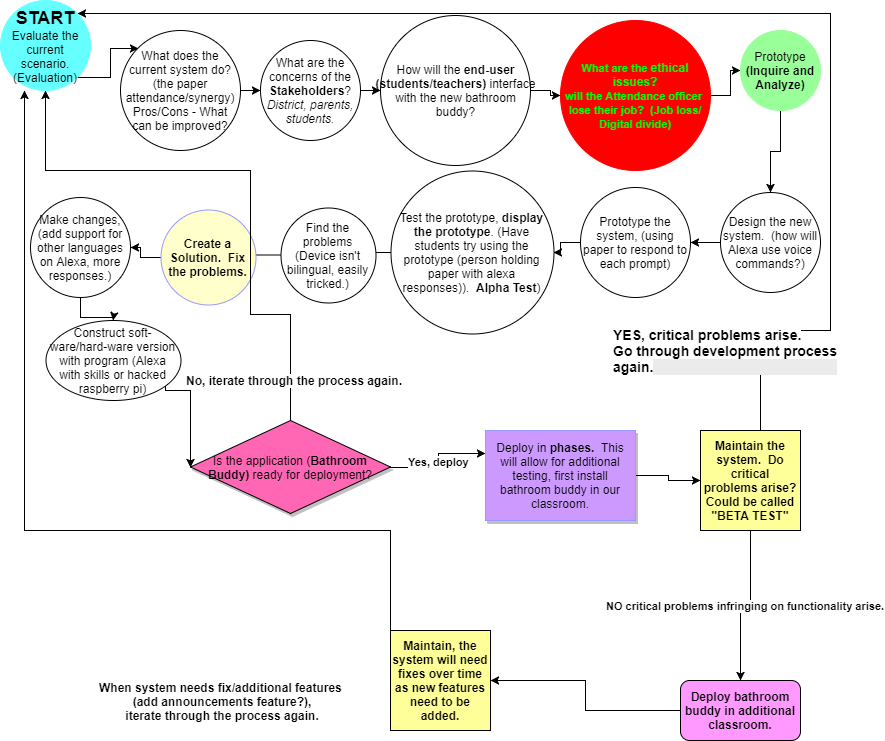 START
Evaluate the
current
scenario.
(Evaluation)
What does the
current system do?
(the paper
attendance/synergy)
Pros/Cons - What
can be improved?
What are the
concerns of the
Stakeholders?
District, parents,
students.
How will the end-user
(students/teachers) interface
with the new bathroom
buddy?
What are the ethical
issues?
will the Attendance officer
lose their job? (Job loss/
Digital divide)
Prototype
(Inquire and
Analyze)
Design the new
system. (how will
Alexa use voice
commands?)
Prototype the
system, (using
paper to respond to
each prompt)
Test the prototype, display
the prototype. (Have
students try using the
prototype (person holding
paper with alexa
responses)). Alpha Test)
Find the
problems
(Device isn't
bilingual, easily
tricked.)
Create a
Solution. Fix
the problems.
Make changes,
(add support for
other languages
on Alexa, more
responses.)
Construct soft-
ware/hard-ware version
with program (Alexa
with skills or hacked
raspberry pi)
No, iterate through the process again.
Is the application (Bathroom
Buddy) ready for deployment?
Yes, deploy
Deploy in phases. This
will allow for additional
testing, first install
bathroom buddy in our
classroom.
YES, critical problems arise.
Go through development process
again.
Maintain the
system. Do
critical
problems arise?
Could be called
"BETA TEST"
NO critical problems infringing on functionality arise.
Deploy bathroom
buddy in additional
classroom.
Maintain, the
system will need
fixes over time
as new features
need to be
added.
When system needs fix/additional features
(add announcements feature?),
iterate through the process again.